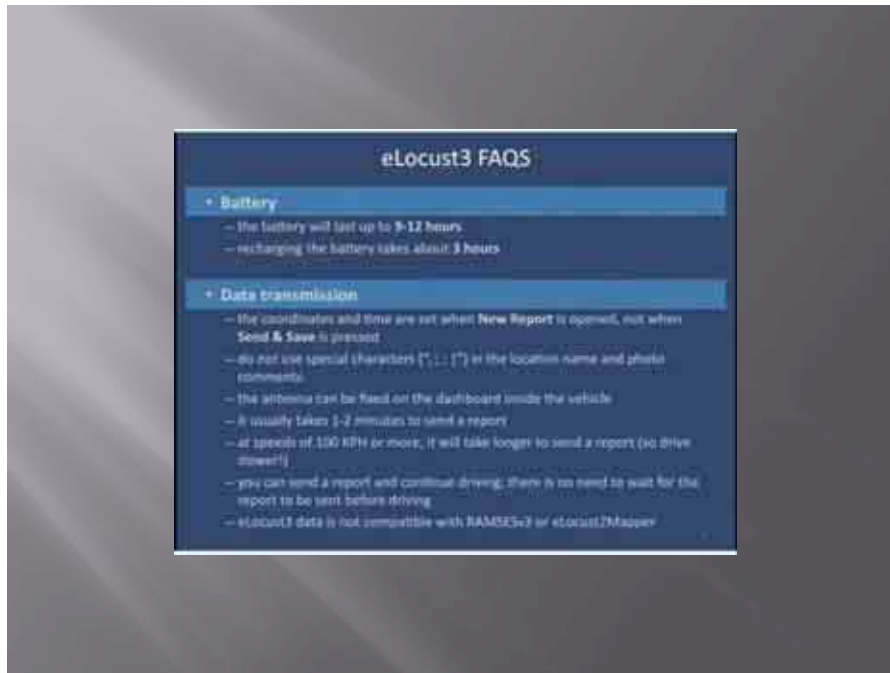 eLocust3 FAQS
• Battery
– the battery will last up to 9-12 hours
– recharging the battery takes about 3 hours
• Data transmission
– the coordinates and time are set when New Report is opened, not when
Send & Save is pressed
– do not use special characters in the location name and photo
comments
– the antenna can be fixed on the dashboard inside the vehicle
– it usually takes 1-2 minutes to send a report
– at speeds of 100 KPH or more, it will take longer to send a report (so drive
slower!)
– you can send a report and continue driving; there is no need to wait for the
report to be sent before driving
– eLocust3 data is not compatible with RAMSESv3 or eLocust2Mapper